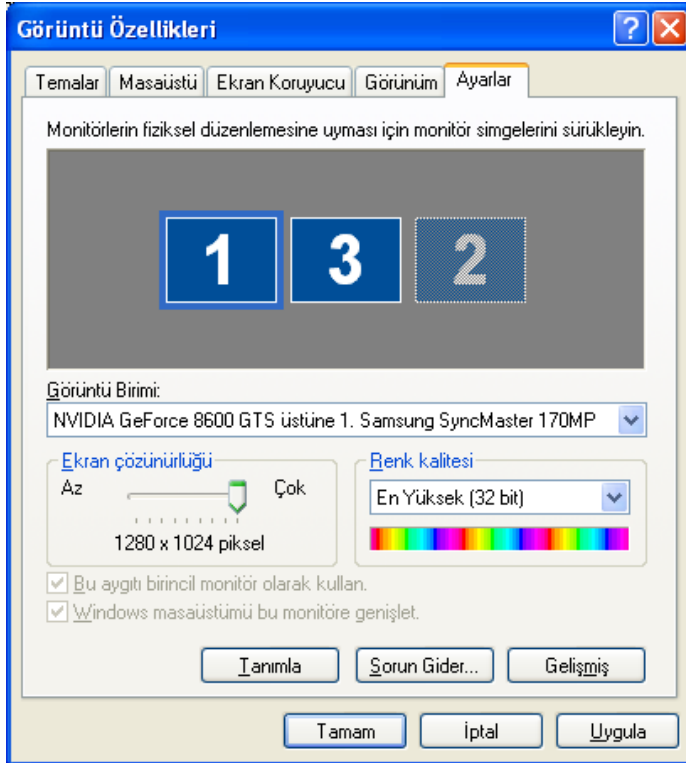 Görüntü Özellikleri
Temalar Masaüstü Ekran Koruyucu Görünüm Ayarlar
Monitörlerin fiziksel düzenlemesine uyması için monitör simgelerini sürükleyin.
1 3 2
Görüntü Birimi:
NVIDIA GeForce 8600 GTS üstüne 1. Samsung SyncMaster 170MP
Ekran çözünürlüğü
Az Çok
1280 x 1024 piksel
Renk kalitesi
En Yüksek (32 bit)
Bu aygıtı birincil monitör olarak kullan.
Windows masaüstümü bu monitöre genişlet.
Tanımla Sorun Gider... Gelişmiş
Tamam İptal Uygula